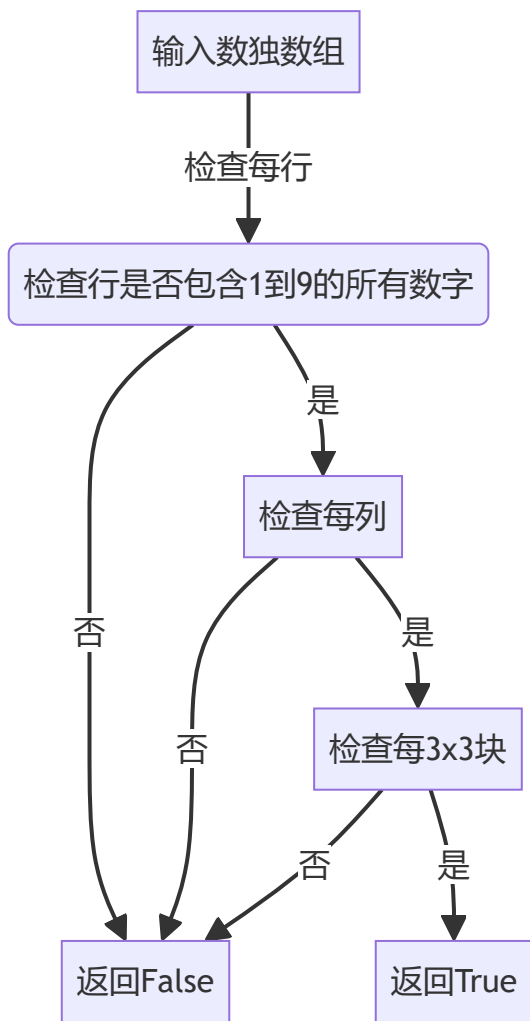 输入数独数组
检查每行
检查行是否包含1到9的所有数字
是
检查每列
否
是
否
检查每3x3块
否
是
返回False
返回True